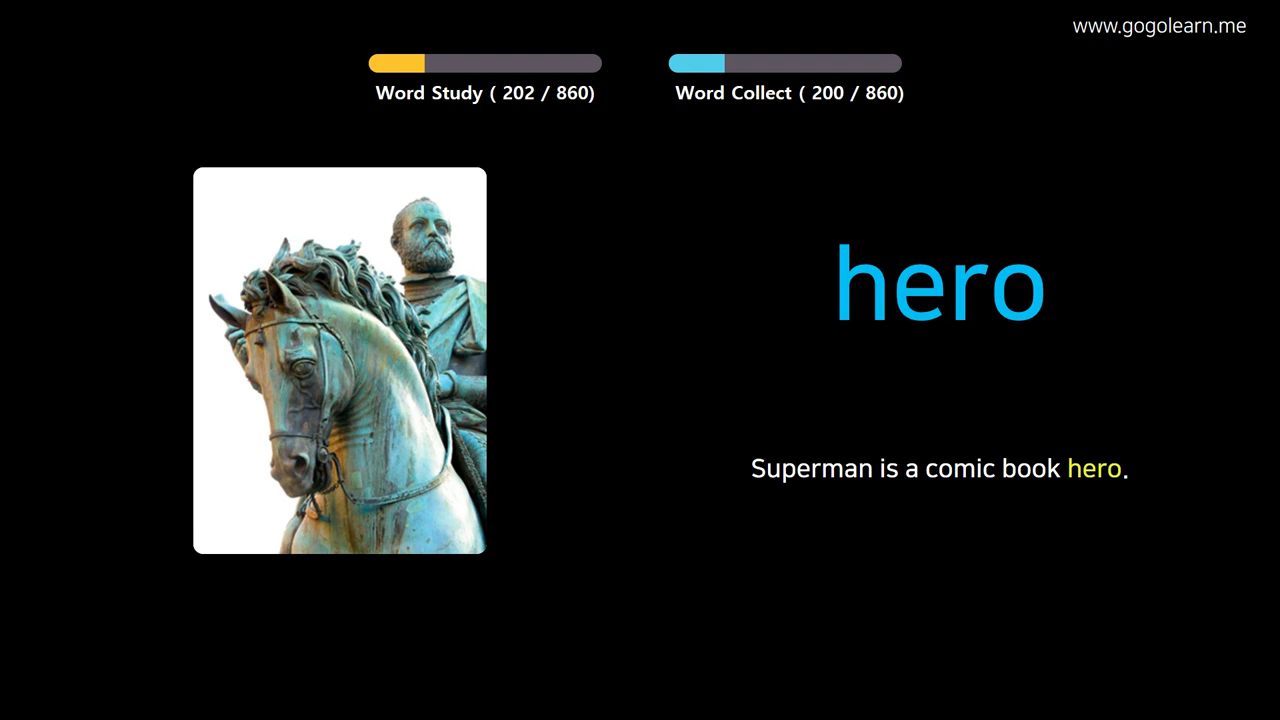 www.gogolearn.me
Word Study ( 202 / 860)
Word Collect ( 200 / 860)
hero
Superman is a comic book hero.